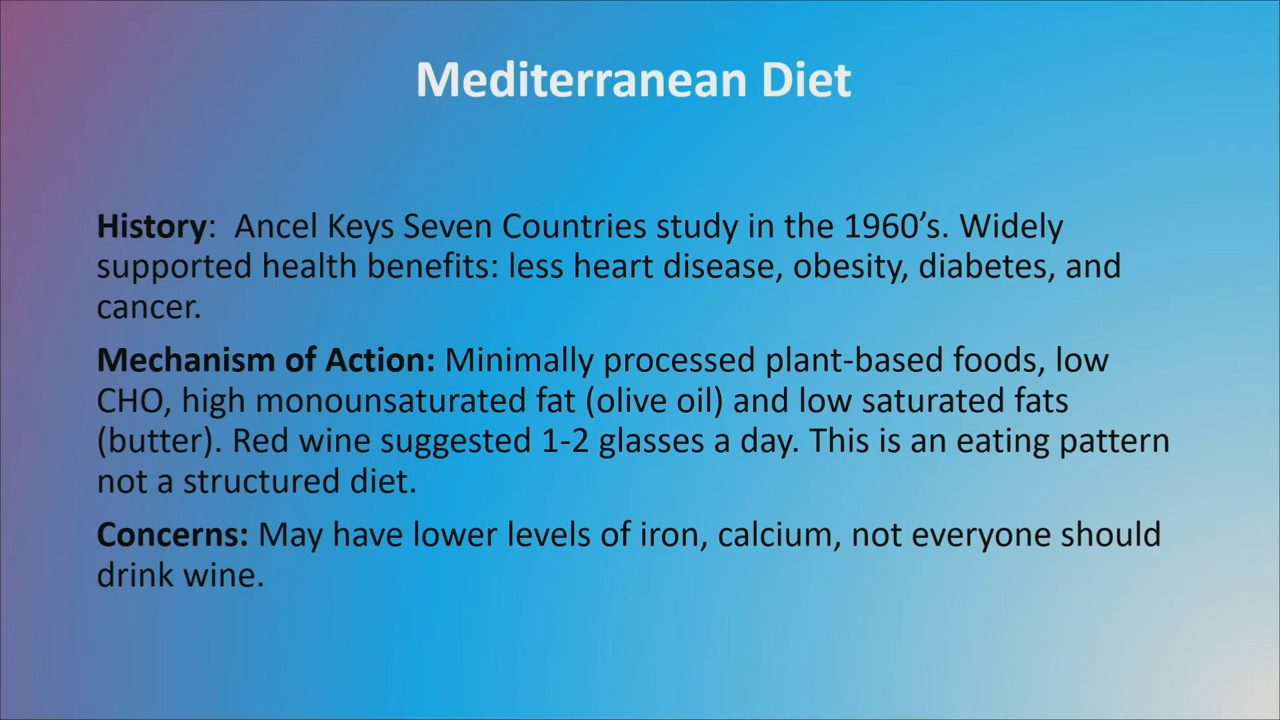 Mediterranean Diet
History:  Ancel Keys Seven Countries study in the 1960’s. Widely
supported health benefits: less heart disease, obesity, diabetes, and
cancer.
Mechanism of Action: Minimally processed plant-based foods, low
CHO, high monounsaturated fat (olive oil) and low saturated fats
(butter). Red wine suggested 1-2 glasses a day. This is an eating pattern
not a structured diet.
Concerns: May have lower levels of iron, calcium, not everyone should
drink wine.